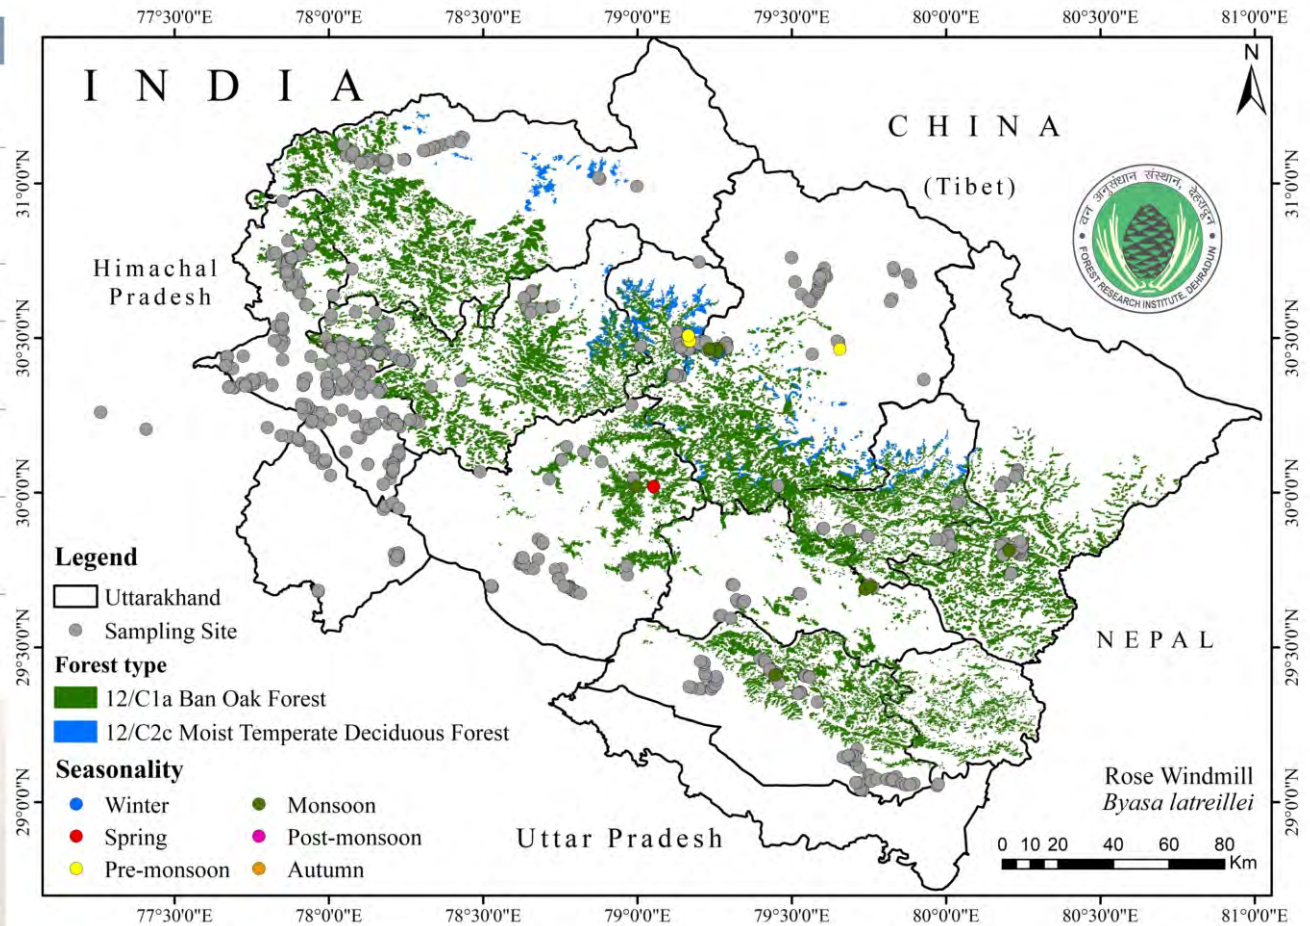 77°30'0"E 78°0'0"E 78°30'0"E 79°0'0"E 79°30'0"E 80°0'0"E 80°30'0"E 81°0'0"E
INDIA
N
CHINA
(Tibet)
वन अनुसंधान संस्थान, देहरादून
FOREST RESEARCH INSTITUTE, DEHRADUN
Himachal
Pradesh
31°0'0"N
30°30'0"N
30°0'0"N
29°30'0"N
29°0'0"N
31°0'0"N
30°30'0"N
30°0'0"N
29°30'0"N
29°0'0"N
NEPAL
Legend
Uttarakhand
Sampling Site
Forest type
12/C1a Ban Oak Forest
12/C2c Moist Temperate Deciduous Forest
Seasonality
Winter
Spring
Pre-monsoon
Monsoon
Post-monsoon
Autumn
Uttar Pradesh
Rose Windmill
Byasa latreillei
0 10 20 40 60 80
Km
77°30'0"E 78°0'0"E 78°30'0"E 79°0'0"E 79°30'0"E 80°0'0"E 80°30'0"E 81°0'0"E